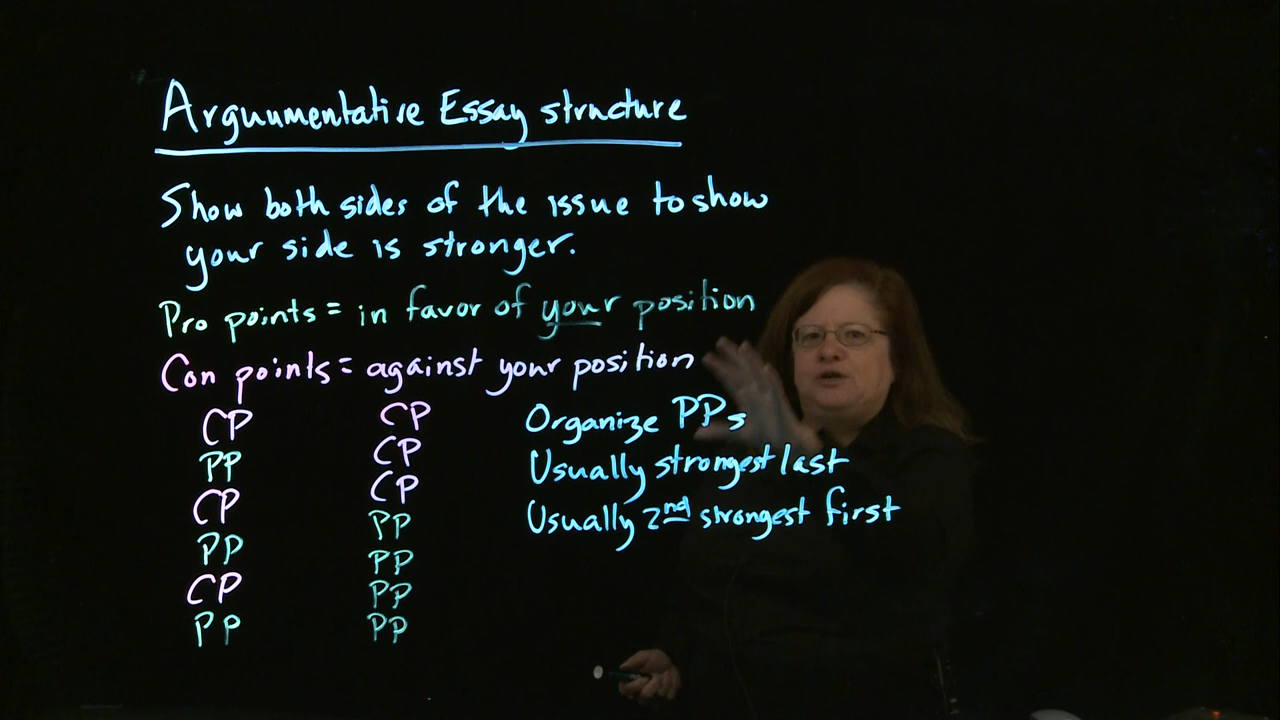 Arguumentative Essay structure
Show both sides of the issue to show
your side is stronger.
Pro points = in favor of your position
Con points = against your position
CP
PP
CP
PP
CP
PP
CP
CP
CP
PP
PP
PP
PP
Organize PPs
Usually strongest last
Usually 2nd strongest first